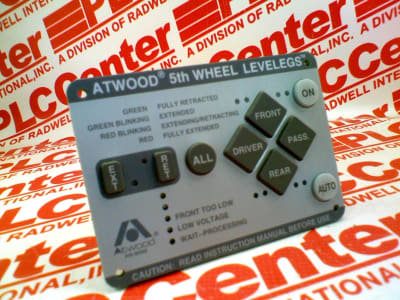 ATWOOD® 5th WHEEL LEVELEGS
GREEN FULLY RETRACTED
GREEN BLINKING EXTENDED
RED BLINKING EXTENDING/RETRACTING
RED FULLY EXTENDED
ON
FRONT
DRIVER
PASS
REAR
ALL
EXT
RET
AUTO
FRONT TOO LOW
LOW VOLTAGE
WAIT-PROCESSING
ATWOOD
CAUTION: READ INSTRUCTION MANUAL BEFORE USE
PLCCenter
A DIVISION OF RADWELL INTERNATIONAL, INC.